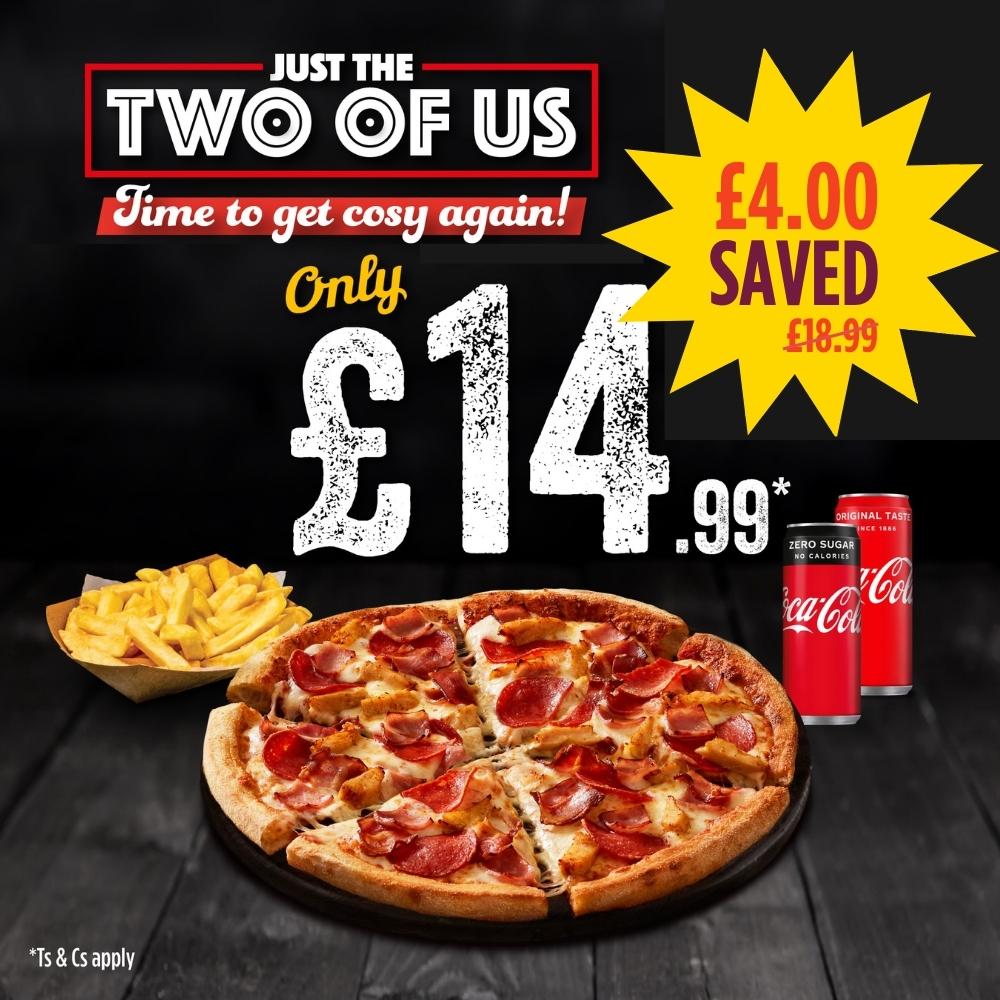 JUST THE
TWO OF US
Time to get cosy again!
Only
£14.99*
£4.00
SAVED
£18.99
ORIGINAL TASTE
SINCE 1886
Coca-Cola
ZERO SUGAR
NO CALORIES
Coca-Cola
*Ts & Cs apply